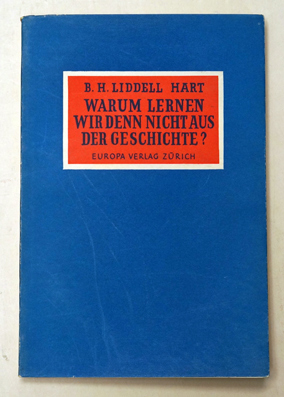 B. H. LIDDELL HART
WARUM LERNEN
WIR DENN NICHT AUS
DER GESCHICHTE?
EUROPA VERLAG ZÜRICH